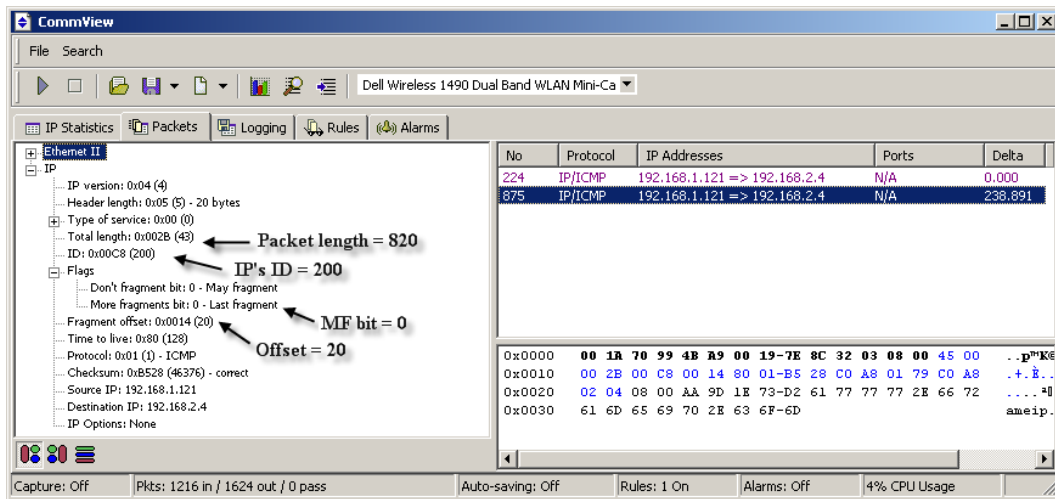 CommView
File Search
Dell Wireless 1490 Dual Band WLAN Mini-Ca
IP Statistics Packets Logging Rules Alarms
Ethernet II
IP
IP version: 0x04 (4)
Header length: 0x05 (5) - 20 bytes
Type of service: 0x00 (0)
Total length: 0x002B (43)
Packet length = 820
ID: 0x00C8 (200)
IP's ID = 200
Flags
Don't fragment bit: 0 - May fragment
More fragments bit: 0 - Last fragment
MF bit = 0
Fragment offset: 0x0014 (20)
Offset = 20
Time to live: 0x80 (128)
Protocol: 0x01 (1) - ICMP
Checksum: 0xB528 (46376) - correct
Source IP: 192.168.1.121
Destination IP: 192.168.2.4
IP Options: None
No Protocol IP Addresses Ports Delta
224 IP/ICMP 192.168.1.121 => 192.168.2.4 N/A 0.000
875 IP/ICMP 192.168.1.121 => 192.168.2.4 N/A 238.891
0x0000 00 1A 70 99 4B A9 00 19-7E 8C 32 03 08 00 45 00 ..p™K©
0x0010 00 2B 00 C8 00 14 80 01-B5 28 C0 A8 01 79 C0 A8 .+.È..
0x0020 02 04 08 00 AA 9D 1E 73-D2 61 77 77 77 2E 66 72 ....ª
0x0030 61 6D 65 69 70 2E 63 6F-6D ameip.
Capture: Off Pkts: 1216 in / 1624 out / 0 pass Auto-saving: Off Rules: 1 On Alarms: Off 4% CPU Usage